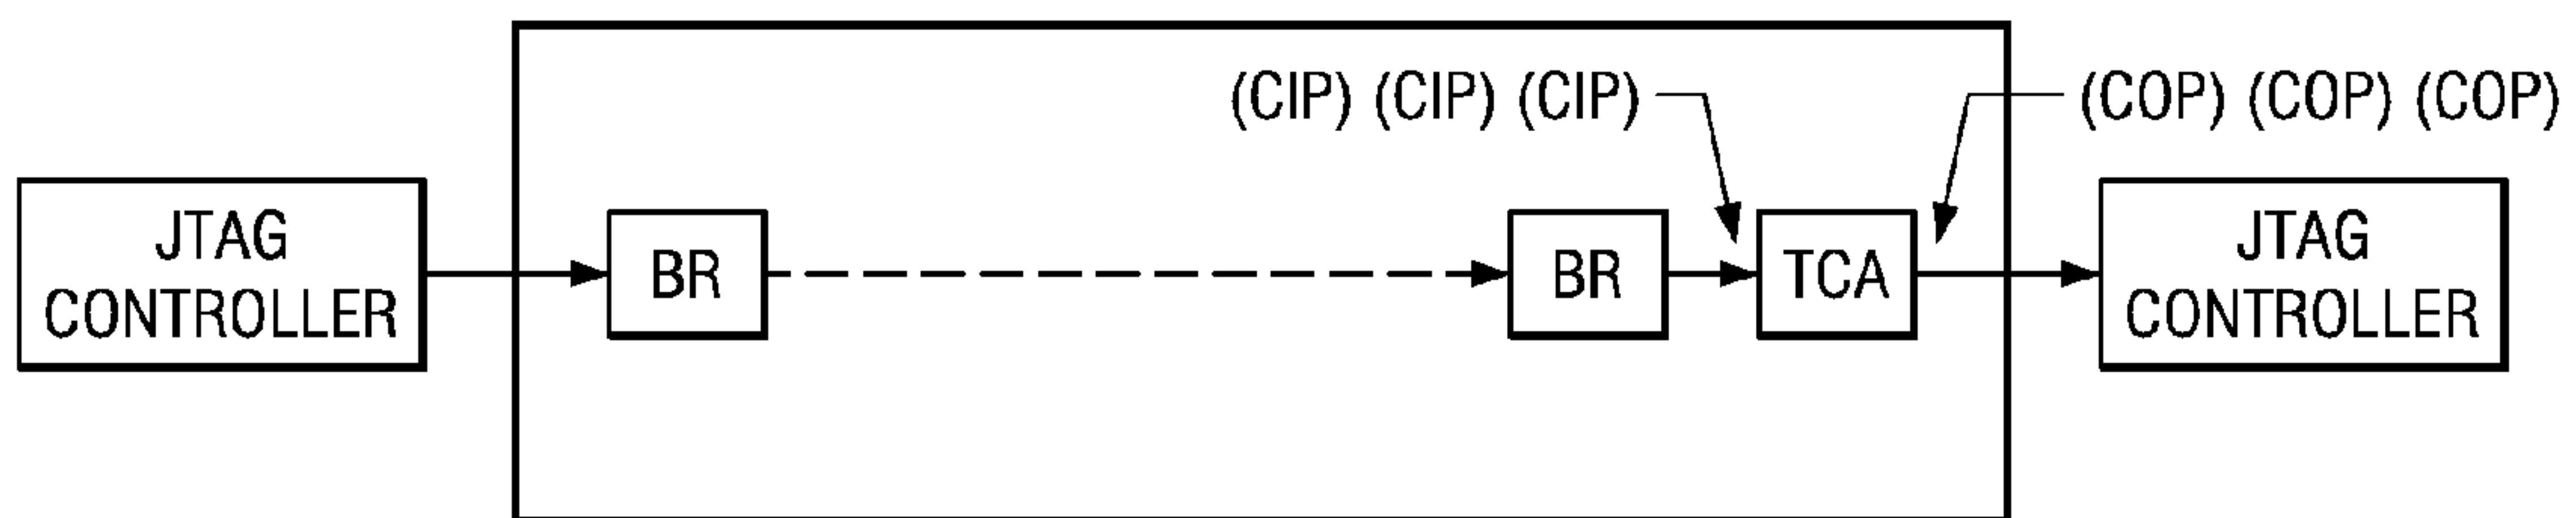 (CIP) (CIP) (CIP)
(COP) (COP) (COP)
JTAG
CONTROLLER
BR
BR
TCA
JTAG
CONTROLLER